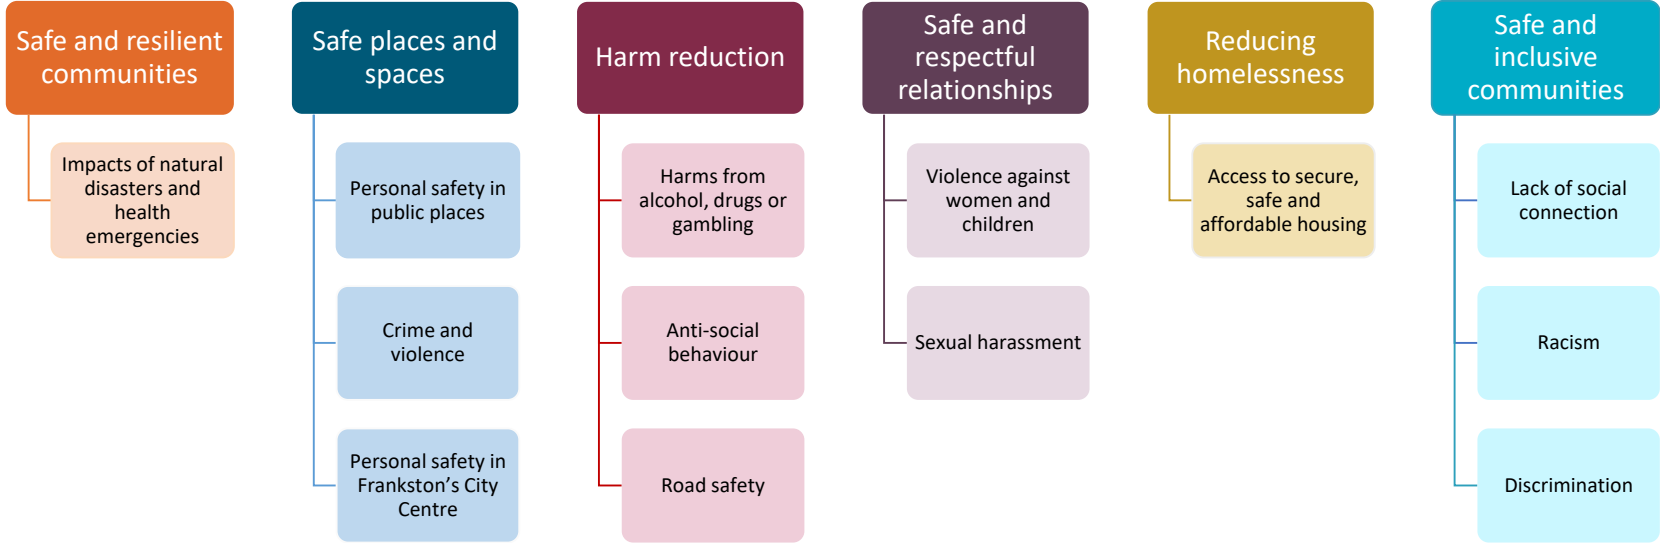 Safe and resilient
communities
Impacts of natural
disasters and
health
emergencies
Safe places and
spaces
Personal safety in
public places
Crime and
violence
Personal safety in
Frankston’s City
Centre
Harm reduction
Harms from
alcohol, drugs or
gambling
Anti-social
behaviour
Road safety
Safe and
respectful
relationships
Violence against
women and
children
Sexual harassment
Reducing
homelessness
Access to secure,
safe and
affordable housing
Safe and
inclusive
communities
Lack of social
connection
Racism
Discrimination